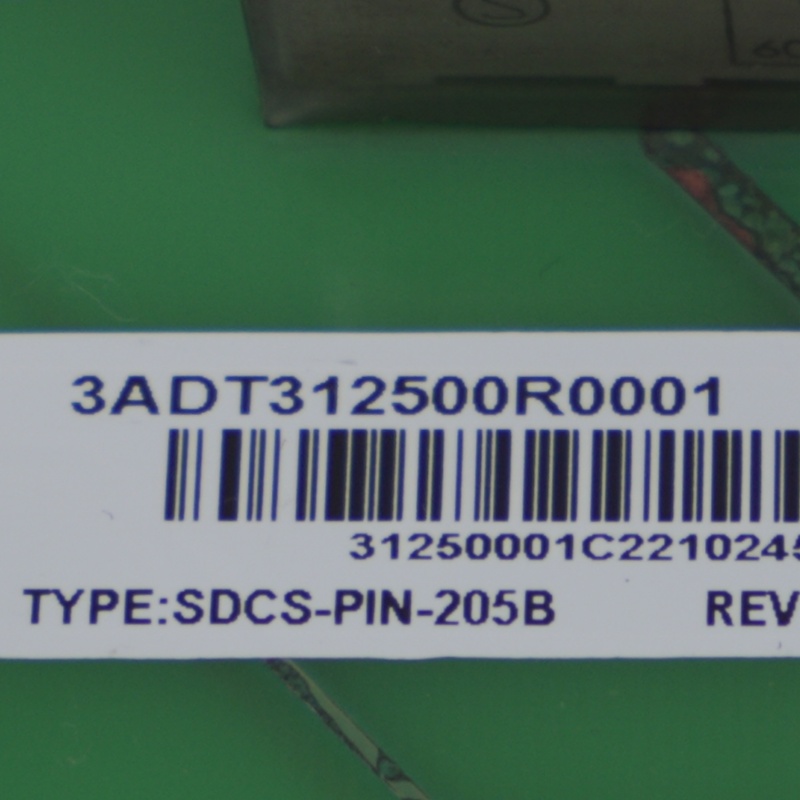 3ADT312500R0001
31250001C2210245
TYPE:SDCS-PIN-205B REV